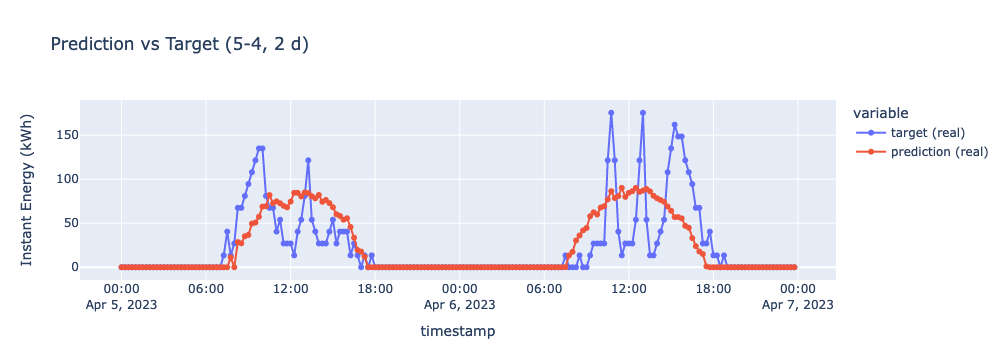 Prediction vs Target (5-4, 2 d)
variable
target (real)
prediction (real)
Instant Energy (kWh)
150
100
50
0
00:00 06:00 12:00 18:00 00:00 06:00 12:00 18:00 00:00
Apr 5, 2023 Apr 6, 2023 Apr 7, 2023
timestamp